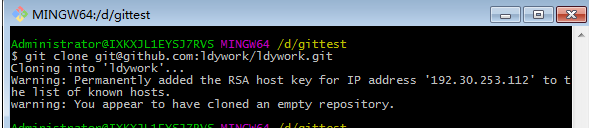 MINGW64:/d/gittest
Administrator@IXKXJL1EYSJ7RVS MINGW64 /d/gittest
$ git clone git@github.com:ldywork/ldywork.git
Cloning into 'ldywork'...
Warning: Permanently added the RSA host key for IP address '192.30.253.112' to t
he list of known hosts.
warning: You appear to have cloned an empty repository.
Administrator@IXKXJL1EYSJ7RVS MINGW64 /d/gittest